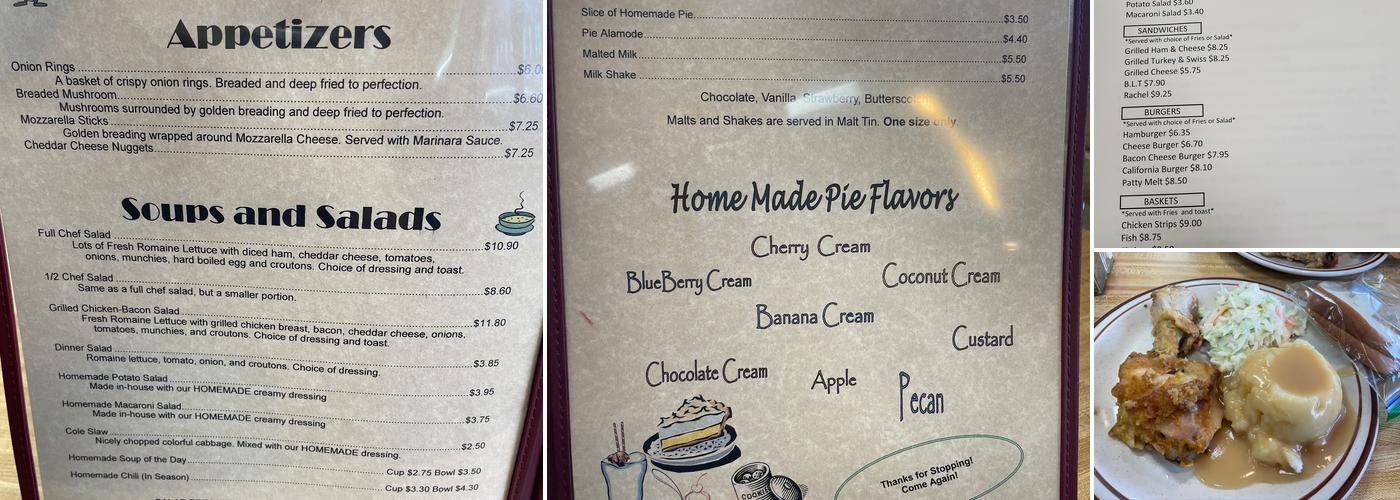 Appetizers
Onion Rings
A basket of crispy onion rings. Breaded and deep fried to perfection.
Breaded Mushroom $6.60
Mushrooms surrounded by golden breading and deep fried to perfection.
Mozzarella Sticks $7.25
Golden breading wrapped around Mozzarella Cheese. Served with Marinara Sauce.
Cheddar Cheese Nuggets $7.25
Soups and Salads
Full Chef Salad $10.90
Lots of Fresh Romaine Lettuce with diced ham, cheddar cheese, tomatoes,
onions, munchies, hard boiled egg and croutons. Choice of dressing and toast.
1/2 Chef Salad $8.60
Same as a full chef salad, but a smaller portion.
Grilled Chicken-Bacon Salad $11.80
Fresh Romaine Lettuce with grilled chicken breast, bacon, cheddar cheese, onions,
tomatoes, munchies, and croutons. Choice of dressing and toast.
Dinner Salad $3.85
Romaine lettuce, tomato, onion, and croutons. Choice of dressing.
Homemade Potato Salad $3.95
Made in-house with our HOMEMADE creamy dressing
Homemade Macaroni Salad $3.75
Made in-house with our HOMEMADE creamy dressing
Cole Slaw $2.50
Nicely chopped colorful cabbage. Mixed with our HOMEMADE dressing.
Homemade Soup of the Day Cup $2.75 Bowl $3.50
Homemade Chili (In Season) Cup $3.30 Bowl $4.30
Slice of Homemade Pie $3.50
Pie Alamode $4.40
Malted Milk $5.50
Milk Shake $5.50
Chocolate, Vanilla, Strawberry,
Malts and Shakes are served in Malt Tin. One size only.
Home Made Pie Flavors
Cherry Cream
BlueBerry Cream
Coconut Cream
Banana Cream
Custard
Chocolate Cream
Apple
Pecan
COOKIE
Thanks for Stopping!
Come Again!
Potato Salad $3.60
Macaroni Salad $3.40
SANDWICHES
*Served with choice of Fries or Salad*
Grilled Ham & Cheese $8.25
Grilled Turkey & Swiss $8.25
Grilled Cheese $5.75
B.L.T $7.90
Rachel $9.25
BURGERS
*Served with choice of Fries or Salad*
Hamburger $6.35
Cheese Burger $6.70
Bacon Cheese Burger $7.95
California Burger $8.10
Patty Melt $8.50
BASKETS
*Served with Fries and toast*
Chicken Strips $9.00
Fish $8.75